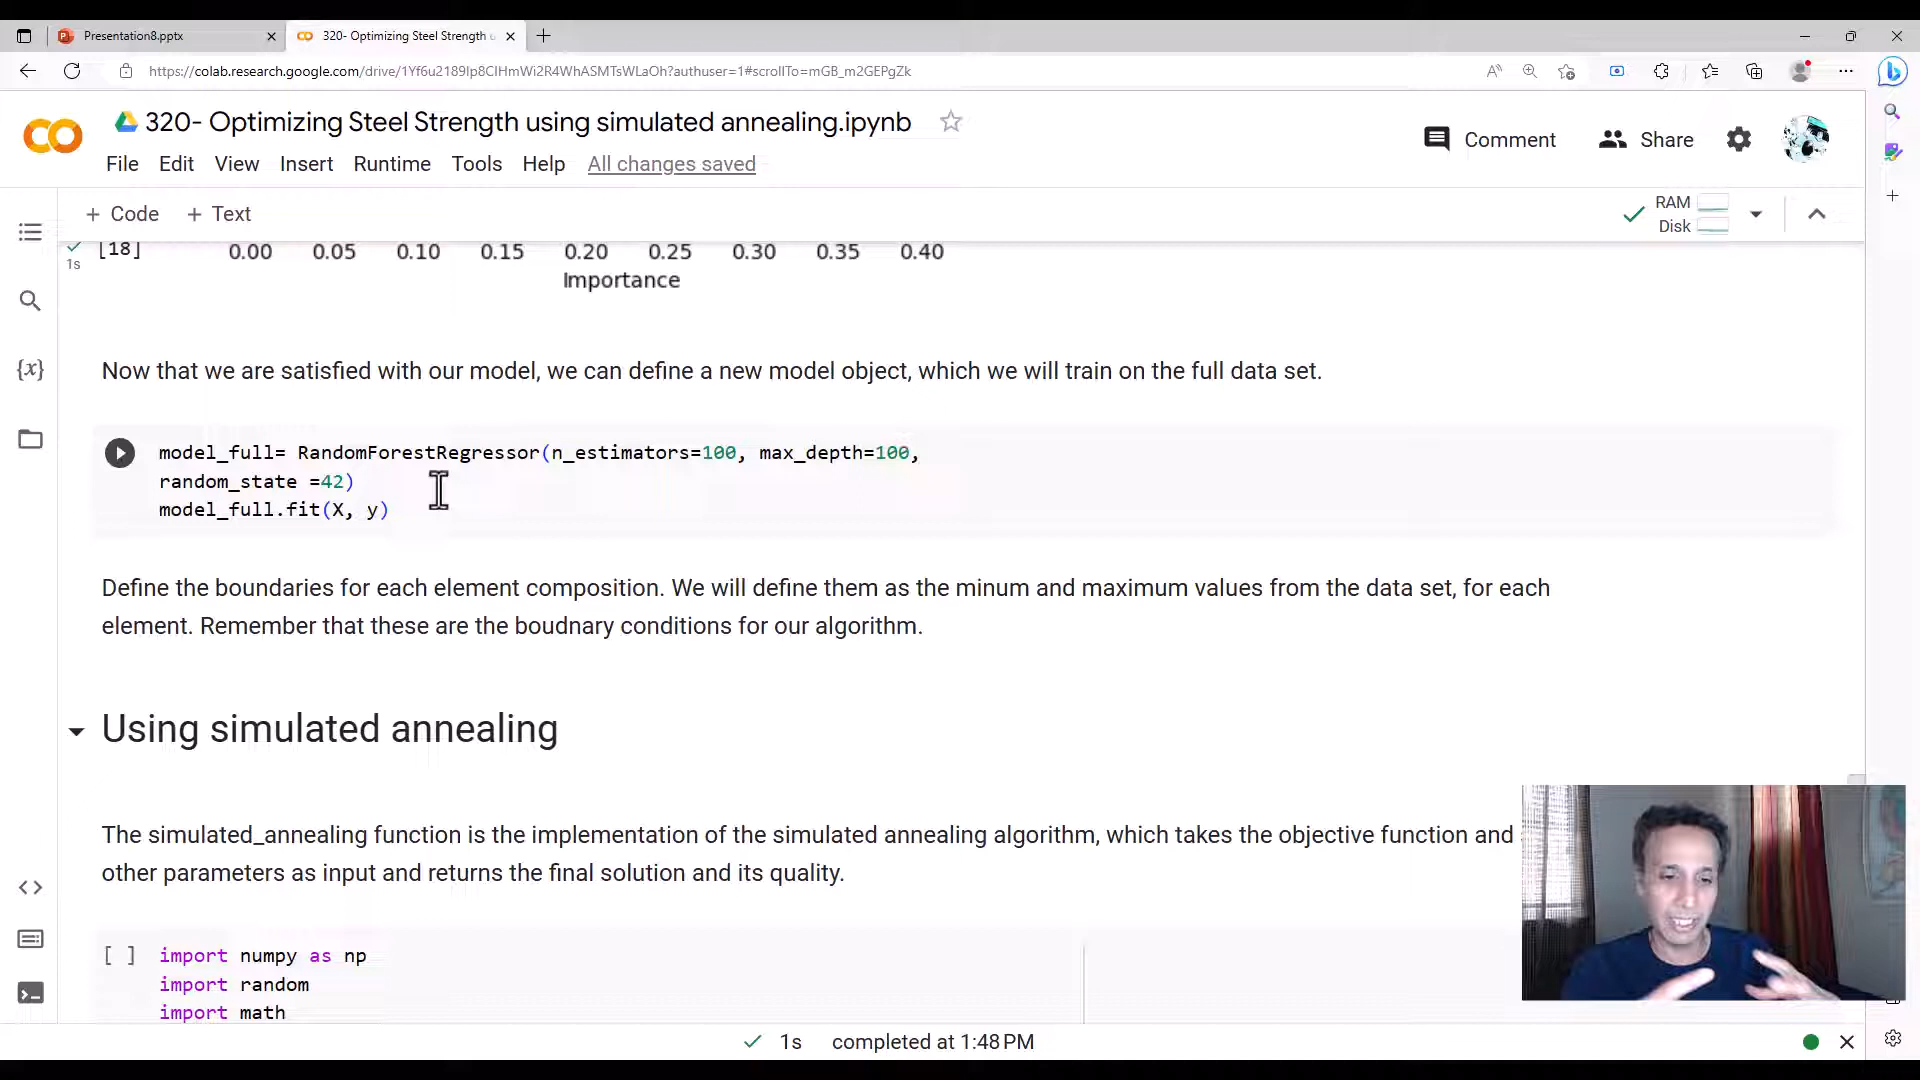 Presentation8.pptx
320- Optimizing Steel Strength u
https://colab.research.google.com/drive/1Yf6u2189Ip8CIHmWi2R4WhASMTsWLaOh?authuser=1#scrollTo=mGB_m2GEPgZk
320- Optimizing Steel Strength using simulated annealing.ipynb
Comment
Share
File Edit View Insert Runtime Tools Help All changes saved
+ Code + Text
RAM
Disk
[18]
1s
0.00 0.05 0.10 0.15 0.20 0.25 0.30 0.35 0.40
Importance
Now that we are satisfied with our model, we can define a new model object, which we will train on the full data set.
model_full= RandomForestRegressor(n_estimators=100, max_depth=100,
random_state =42)
model_full.fit(X, y)
Define the boundaries for each element composition. We will define them as the minum and maximum values from the data set, for each
element. Remember that these are the boudnary conditions for our algorithm.
Using simulated annealing
The simulated_annealing function is the implementation of the simulated annealing algorithm, which takes the objective function and
other parameters as input and returns the final solution and its quality.
[ ] import numpy as np
import random
import math
1s completed at 1:48 PM